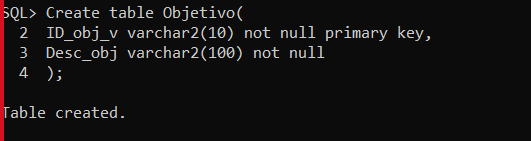 SQL> Create table Objetivo(
  2  ID_obj_v varchar2(10) not null primary key,
  3  Desc_obj varchar2(100) not null
  4  );
Table created.